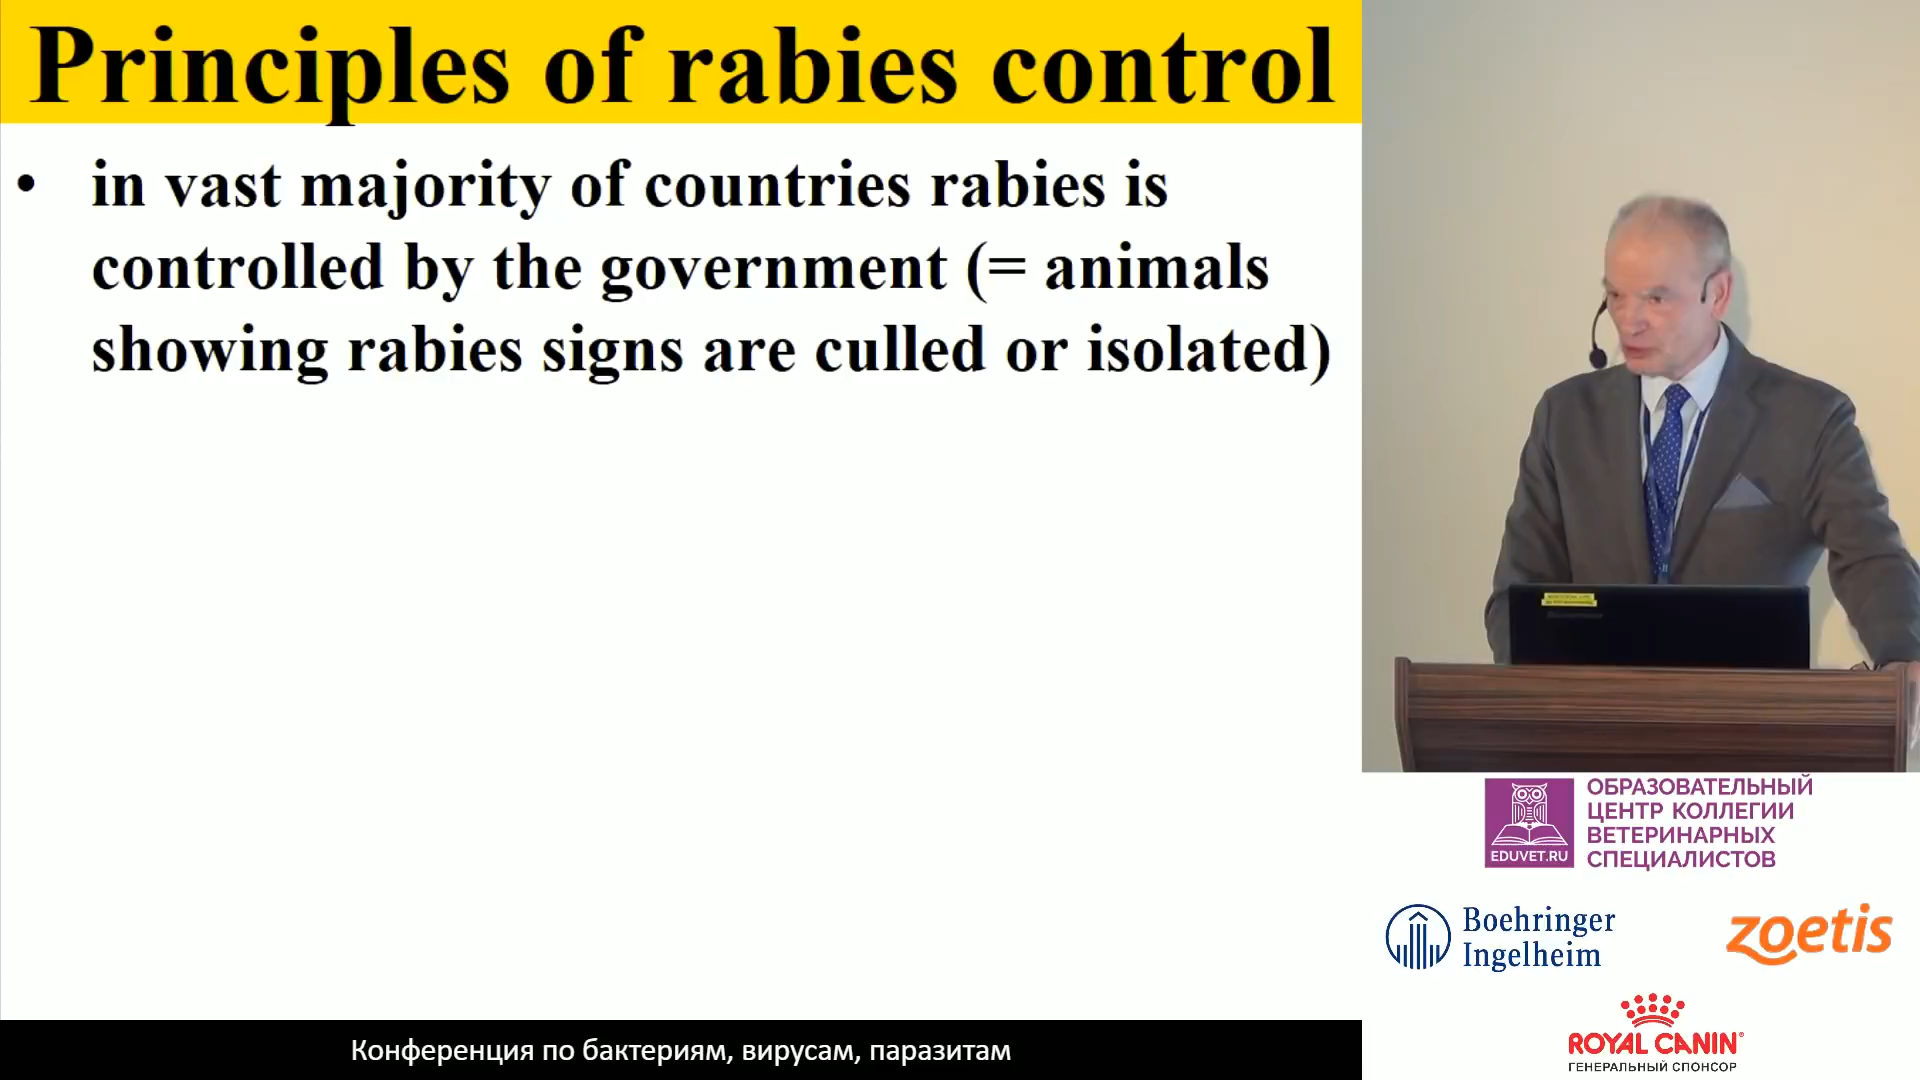 Principles of rabies control
• in vast majority of countries rabies is
controlled by the government (= animals
showing rabies signs are culled or isolated)
ОБРАЗОВАТЕЛЬНЫЙ
ЦЕНТР КОЛЛЕГИИ
ВЕТЕРИНАРНЫХ
СПЕЦИАЛИСТОВ
EDUVET.RU
Boehringer
Ingelheim
zoetis
ROYAL CANIN®
ГЕНЕРАЛЬНЫЙ СПОНСОР
Конференция по бактериям, вирусам, паразитам